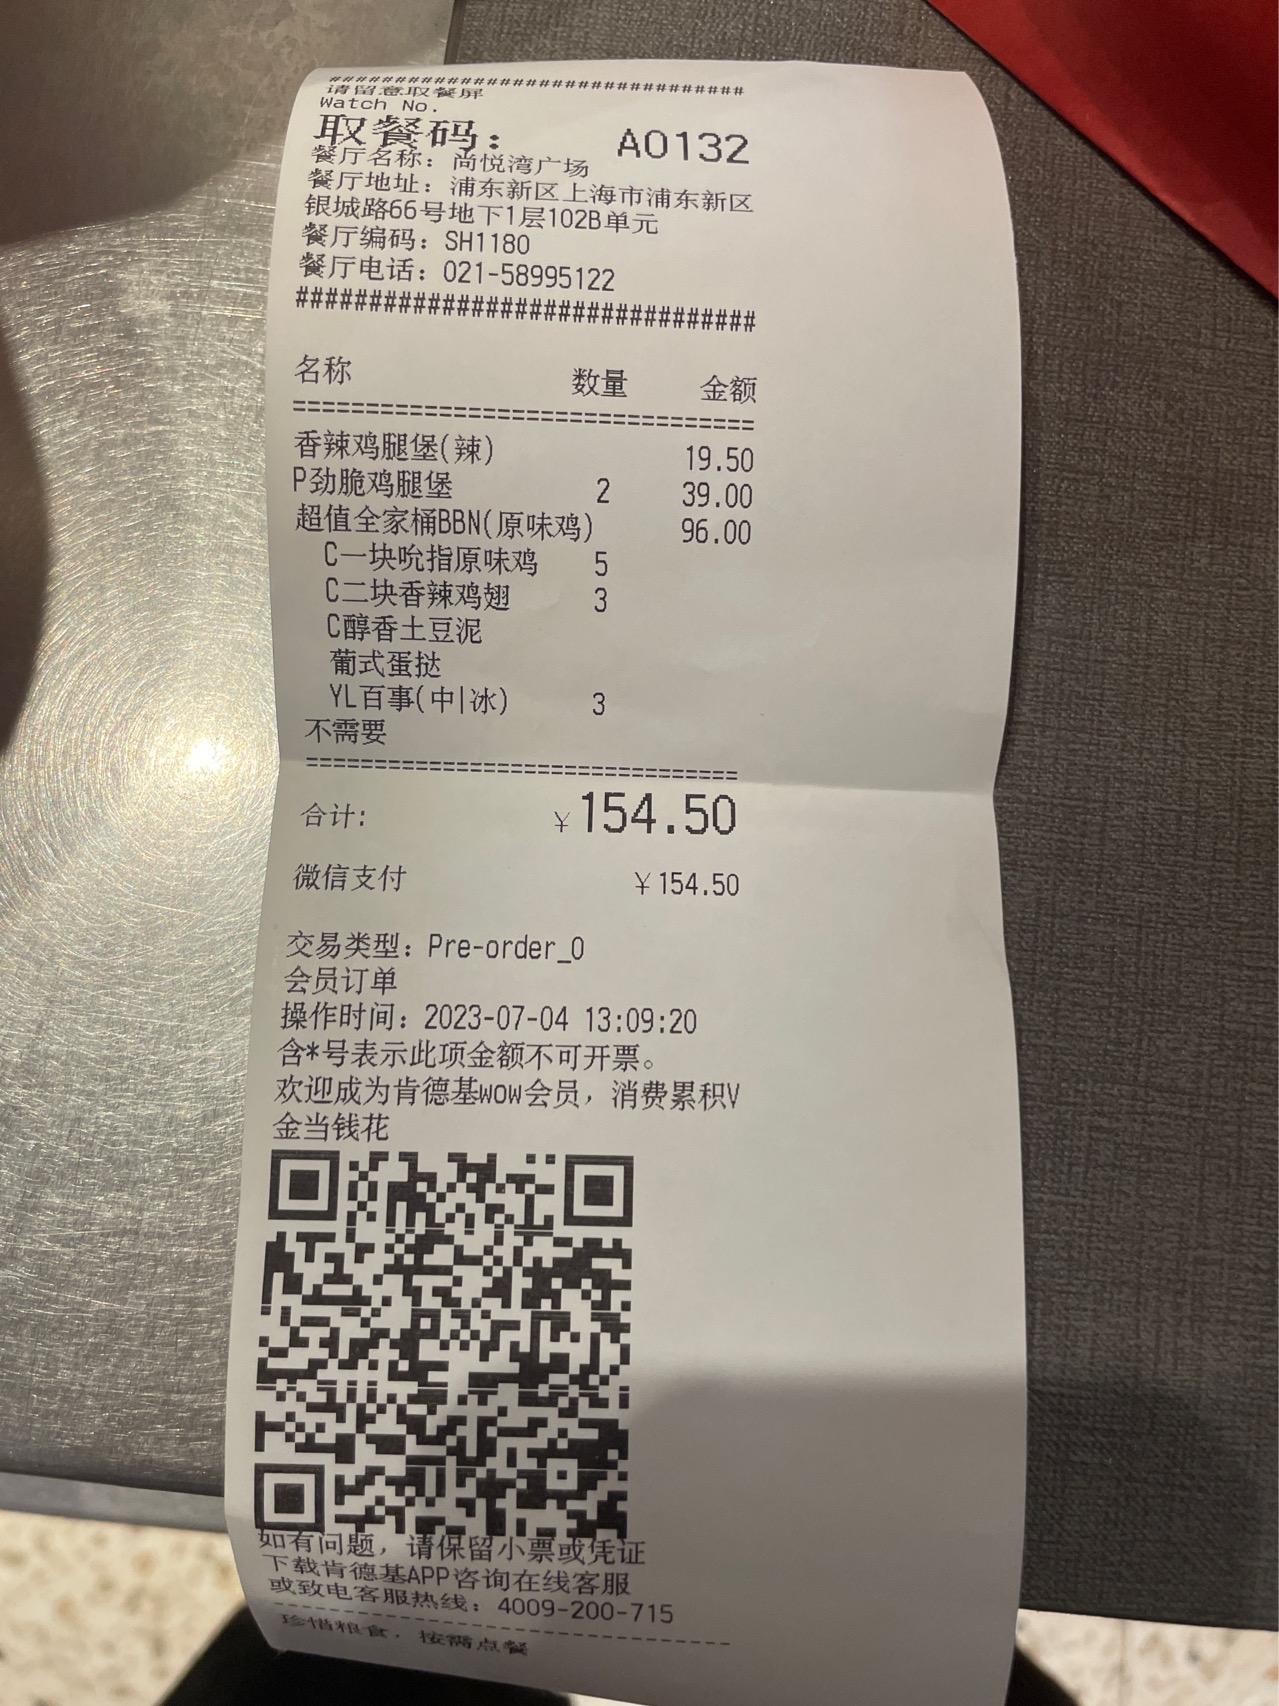 ################################
请留意取餐屏
Watch No.
取餐码： A0132
餐厅名称：尚悦湾广场
餐厅地址：浦东新区上海市浦东新区
银城路66号地下1层102B单元
餐厅编码：SH1180
餐厅电话：021-58995122
################################
名称 数量 金额
================================
香辣鸡腿堡(辣) 19.50
P劲脆鸡腿堡 2 39.00
超值全家桶BBN(原味鸡) 96.00
C一块吮指原味鸡 5
C二块香辣鸡翅 3
C醇香土豆泥
葡式蛋挞
YL百事(中|冰) 3
不需要
================================
合计: ￥154.50
微信支付 ￥154.50
交易类型：Pre-order_0
会员订单
操作时间：2023-07-04 13:09:20
含*号表示此项金额不可开票。
欢迎成为肯德基wow会员，消费累积V
金当钱花
如有问题，请保留小票或凭证
下载肯德基APP咨询在线客服
或致电客服热线：4009-200-715
--------------------------------
珍惜粮食，按需点餐